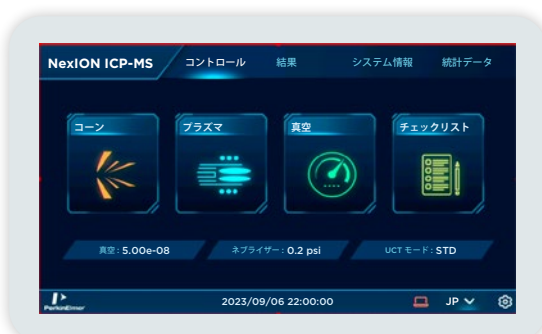 NexION ICP-MS コントロール 結果 システム情報 統計データ
コーン プラズマ 真空 チェックリスト
真空: 5.00e-08 ネブライザー: 0.2 psi UCT モード: STD
PerkinElmer 2023/09/06 22:00:00 JP